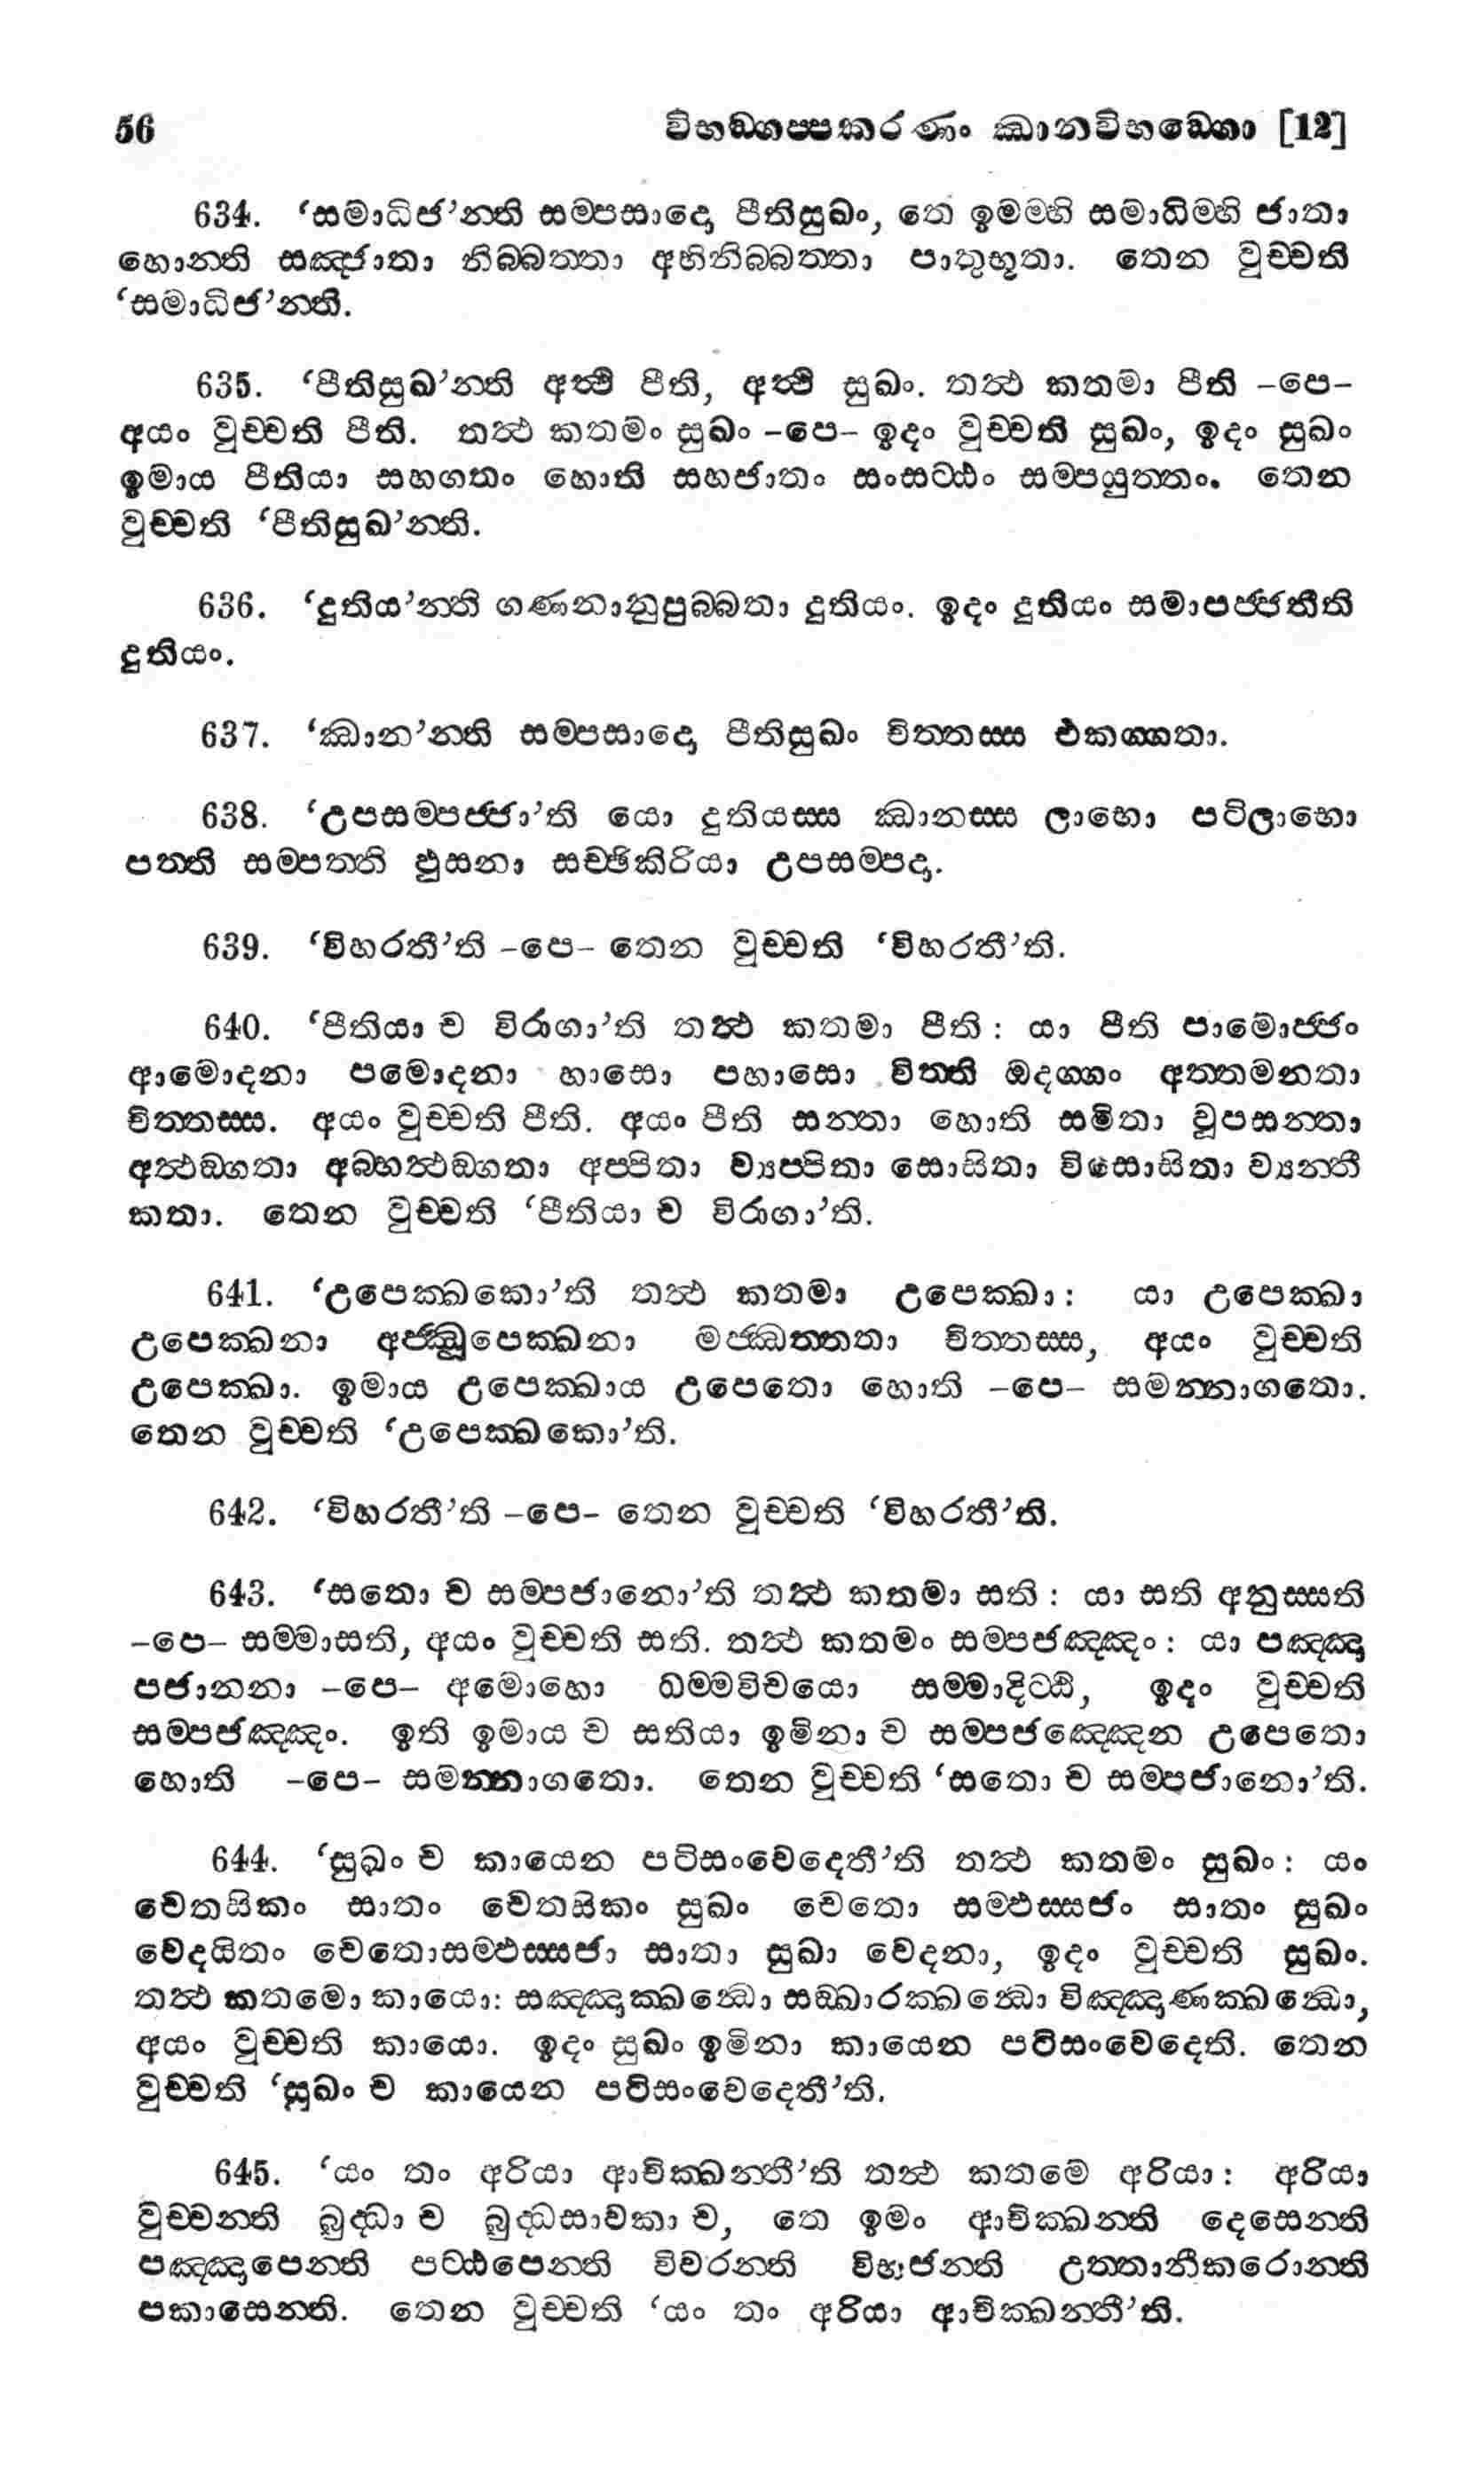 56 විභඞ්ගප්පකරණං ඣානවිභඞ්ගො [12]
634. ‘සමාධිජ’න්ති සම්පසාදො පීතිසුඛං, තෙ ඉමම්හි සමාධිම්හි ජාතා
හොන්ති සඤ්ජාතා නිබ්බත්තා අභිනිබ්බත්තා පාතුභූතා. තෙන වුච්චති
‘සමාධිජ’න්ති.
635. ‘පීතිසුඛ’න්ති අත්ථි පීති, අත්ථි සුඛං. තත්ථ කතමා පීති –පෙ–
අයං වුච්චති පීති. තත්ථ කතමං සුඛං –පෙ– ඉදං වුච්චති සුඛං, ඉදං සුඛං
ඉමාය පීතියා සහගතං හොති සහජාතං සංසට්ඨං සම්පයුත්තං. තෙන
වුච්චති ‘පීතිසුඛ’න්ති.
636. ‘දුතිය’න්ති ගණනානුපුබ්බතා දුතියං. ඉදං දුතියං සමාපජ්ජතීති
දුතියං.
637. ‘ඣාන’න්ති සම්පසාදො පීතිසුඛං චිත්තස්ස එකග්ගතා.
638. ‘උපසම්පජ්ජා’ති යො දුතියස්ස ඣානස්ස ලාභො පටිලාභො
පත්ති සම්පත්ති ඵුසනා සච්ඡිකිරියා උපසම්පදා.
639. ‘විහරතී’ති –පෙ– තෙන වුච්චති ‘විහරතී’ති.
640. ‘පීතියා ච විරාගා’ති තත්ථ කතමා පීති : යා පීති පාමොජ්ජං
ආමොදනා පමොදනා හාසො පහාසො විත්ති ඔදග්ගං අත්තමනතා
චිත්තස්ස. අයං වුච්චති පීති. අයං පීති සන්තා හොති සමිතා වූපසන්තා
අත්ථඞ්ගතා අබ්භත්ථඞ්ගතා අප්පිතා ව්‍යප්පිතා සොසිතා විසොසිතා ව්‍යන්තී
කතා. තෙන වුච්චති ‘පීතියා ච විරාගා’ති.
641. ‘උපෙක්ඛකො’ති තත්ථ කතමා උපෙක්ඛා : යා උපෙක්ඛා
උපෙක්ඛනා අජ්ඣුපෙක්ඛනා මජ්ඣත්තතා චිත්තස්ස, අයං වුච්චති
උපෙක්ඛා. ඉමාය උපෙක්ඛාය උපෙතො හොති –පෙ– සමන්නාගතො.
තෙන වුච්චති ‘උපෙක්ඛකො’ති.
642. ‘විහරතී’ති –පෙ– තෙන වුච්චති ‘විහරතී’ති.
643. ‘සතො ච සම්පජානො’ති තත්ථ කතමා සති : යා සති අනුස්සති
–පෙ– සම්මාසති, අයං වුච්චති සති. තත්ථ කතමං සම්පජඤ්ඤං : යා පඤ්ඤා
පජානනා –පෙ– අමොහො ධම්මවිචයො සම්මාදිට්ඨි, ඉදං වුච්චති
සම්පජඤ්ඤං. ඉති ඉමාය ච සතියා ඉමිනා ච සම්පජඤ්ඤෙන උපෙතො
හොති –පෙ– සමන්නාගතො. තෙන වුච්චති ‘සතො ච සම්පජානො’ති.
644. ‘සුඛං ච කායෙන පටිසංවෙදෙතී’ති තත්ථ කතමං සුඛං : යං
චෙතසිකං සාතං චෙතසිකං සුඛං චෙතො සම්ඵස්සජං සාතං සුඛං
වෙදයිතං චෙතොසම්ඵස්සජා සාතා සුඛා වෙදනා, ඉදං වුච්චති සුඛං.
තත්ථ කතමො කායො: සඤ්ඤාක්ඛන්ධො සඞ්ඛාරක්ඛන්ධො විඤ්ඤාණක්ඛන්ධො,
අයං වුච්චති කායො. ඉදං සුඛං ඉමිනා කායෙන පටිසංවෙදෙති. තෙන
වුච්චති ‘සුඛං ච කායෙන පටිසංවෙදෙතී’ති.
645. ‘යං තං අරියා ආචික්ඛන්තී’ති තත්ථ කතමෙ අරියා : අරියා
වුච්චන්ති බුද්ධා ච බුද්ධසාවකා ච, තෙ ඉමං ආචික්ඛන්ති දෙසෙන්ති
පඤ්ඤාපෙන්ති පට්ඨපෙන්ති විවරන්ති විභජන්ති උත්තානීකරොන්ති
පකාසෙන්ති. තෙන වුච්චති ‘යං තං අරියා ආචික්ඛන්තී’ති.